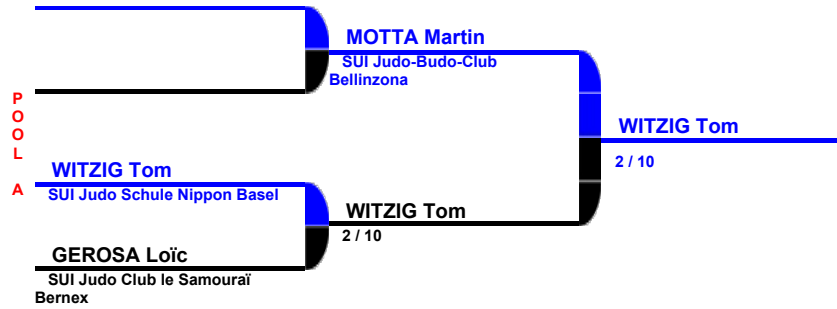 MOTTA Martin
SUI Judo-Budo-Club
Bellinzona
POOL A
WITZIG Tom
2 / 10
WITZIG Tom
SUI Judo Schule Nippon Basel
WITZIG Tom
2 / 10
GEROSA Loïc
SUI Judo Club le Samouraï
Bernex